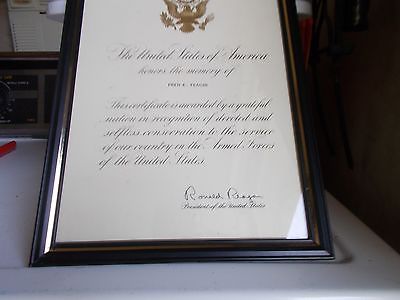 The United States of America
honors the memory of
FRED E. YEAGER
This certificate is awarded by a grateful
nation in recognition of devoted and
selfless consecration to the service
of our country in the Armed Forces
of the United States.
Ronald Reagan
President of the United States